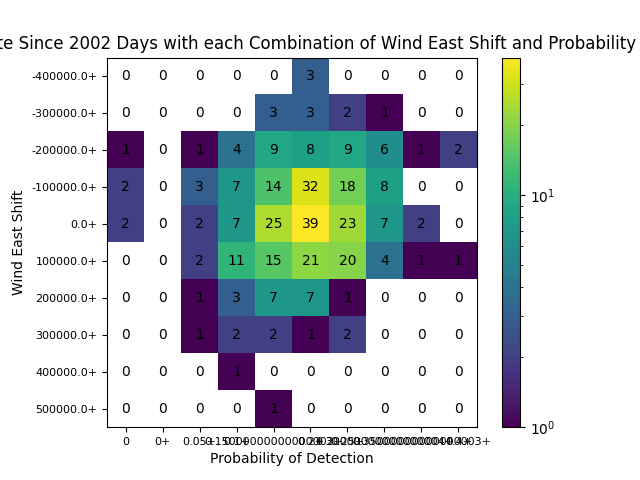 te Since 2002 Days with each Combination of Wind East Shift and Probability
-400000.0+ 0 0 0 0 0 3 0 0 0 0
-300000.0+ 0 0 0 0 3 3 2 1 0 0
-200000.0+ 1 0 1 4 9 8 9 6 1 2
-100000.0+ 2 0 3 7 14 32 18 8 0 0
0.0+ 2 0 2 7 25 39 23 7 2 0
100000.0+ 0 0 2 11 15 21 20 4 1 1
200000.0+ 0 0 1 3 7 7 1 0 0 0
300000.0+ 0 0 1 2 2 1 2 0 0 0
400000.0+ 0 0 0 1 0 0 0 0 0 0
500000.0+ 0 0 0 0 1 0 0 0 0 0
0 0+
Probability of Detection
Wind East Shift
10¹
10⁰